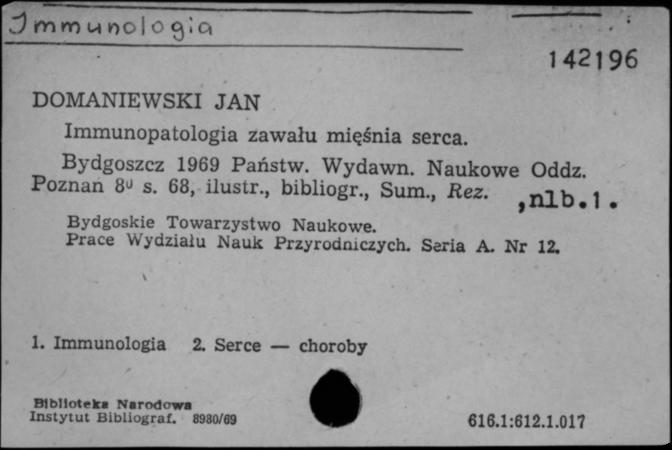 Immunologia
142196
DOMANIEWSKI JAN
Immunopatologia zawału mięśnia serca.
Bydgoszcz 1969 Państw. Wydawn. Naukowe Oddz.
Poznań 8º s. 68, ilustr., bibliogr., Sum., Rez. ,nlb.1.
Bydgoskie Towarzystwo Naukowe.
Prace Wydziału Nauk Przyrodniczych. Seria A. Nr 12.
1. Immunologia 2. Serce — choroby
Biblioteka Narodowa
Instytut Bibliograf. 8980/69
616.1:612.1.017